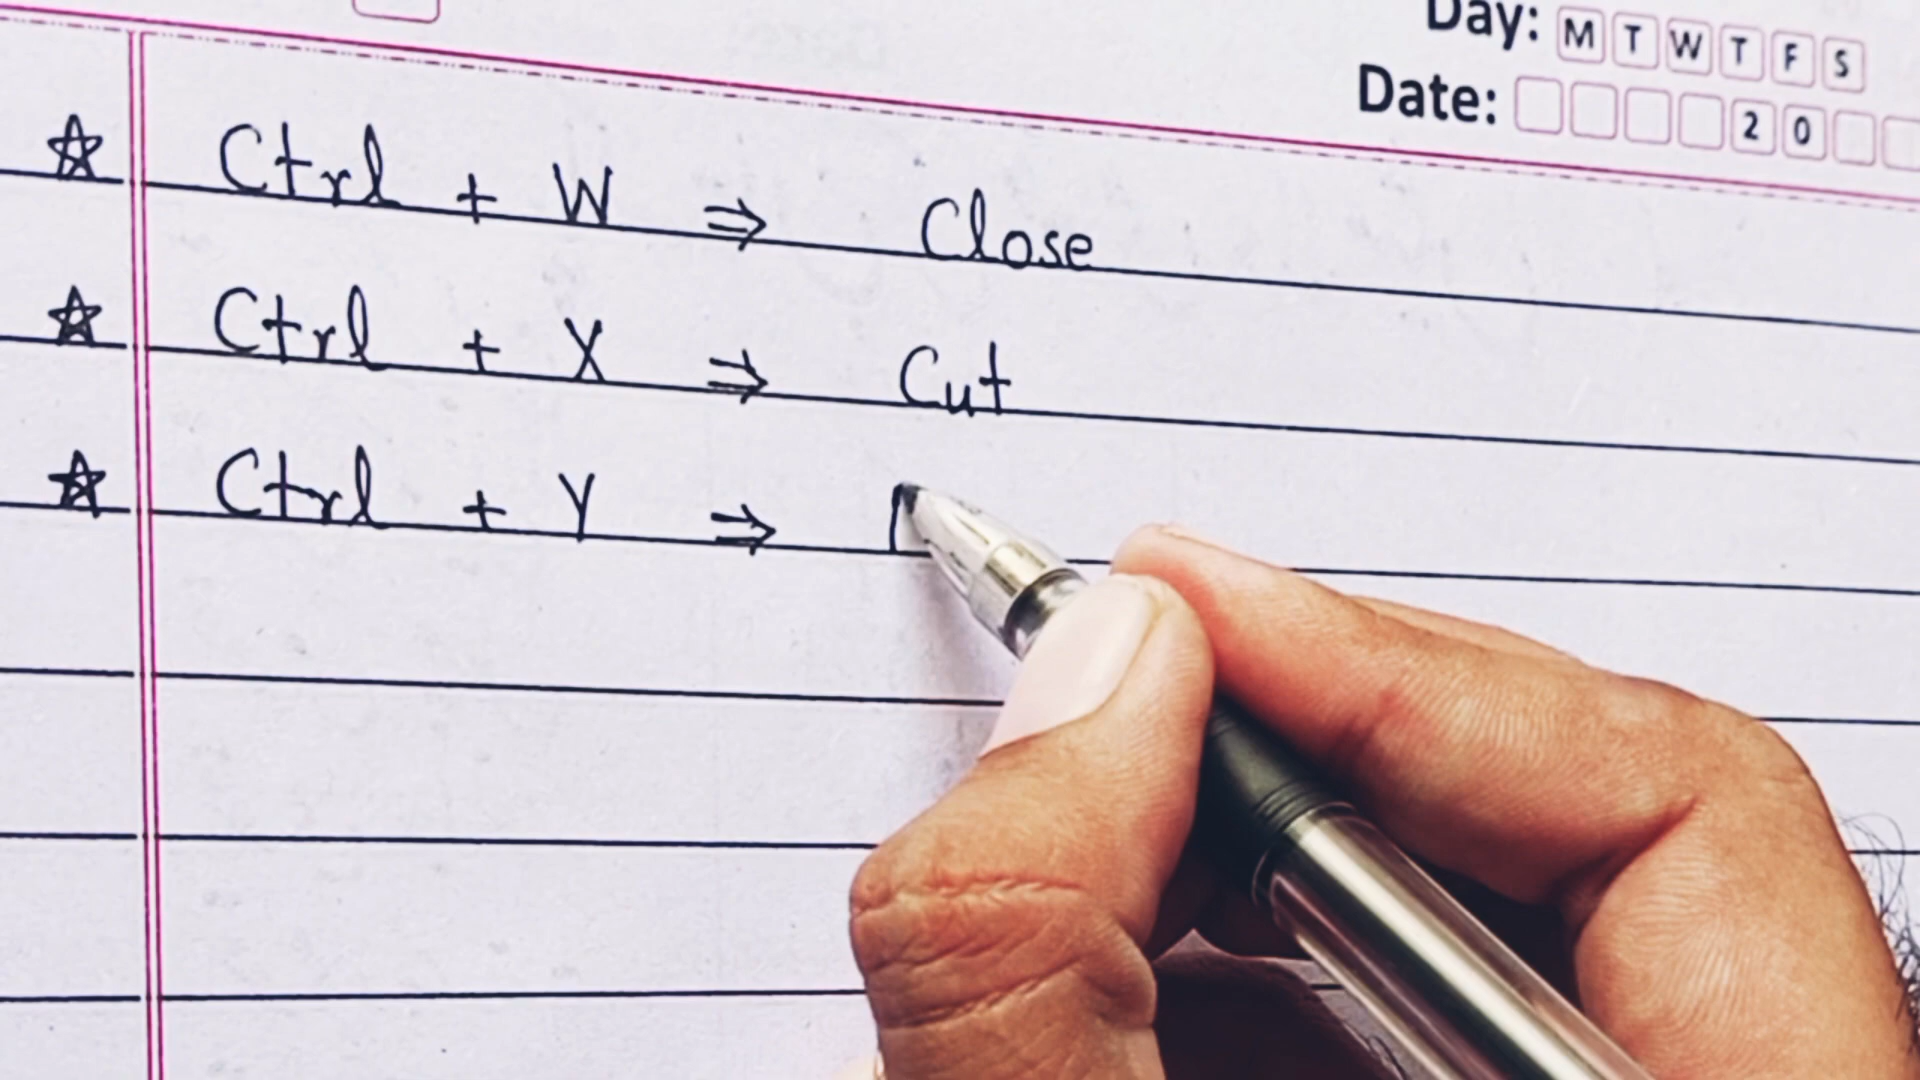 Day: M T W T F S
Date: 2 0
☆ Ctrl + W ⇒ Close
☆ Ctrl + X ⇒ Cut
☆ Ctrl + Y ⇒